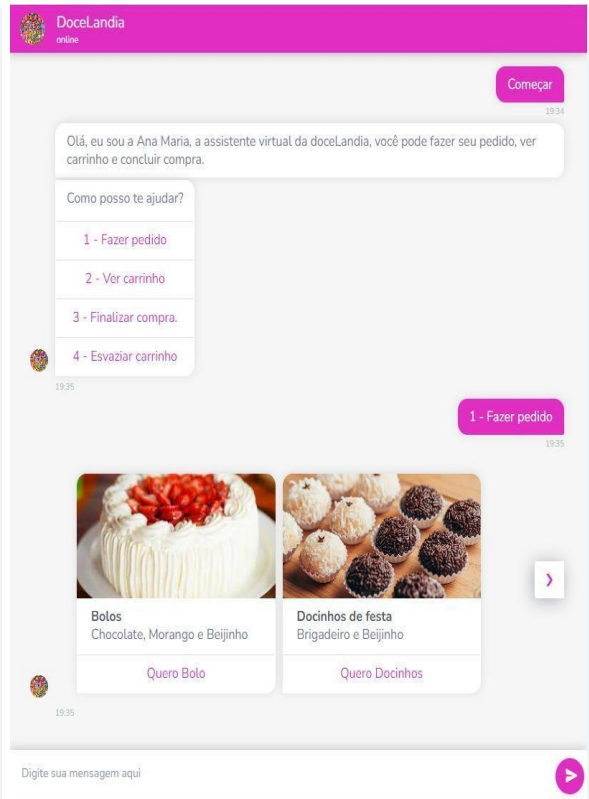 DoceLandia
online
Começar
19:34
Olá, eu sou a Ana Maria, a assistente virtual da doceLandia, você pode fazer seu pedido, ver
carrinho e concluir compra.
Como posso te ajudar?
1 - Fazer pedido
2 - Ver carrinho
3 - Finalizar compra.
4 - Esvaziar carrinho
19:35
1 - Fazer pedido
19:35
Bolos
Chocolate, Morango e Beijinho
Quero Bolo
Docinhos de festa
Brigadeiro e Beijinho
Quero Docinhos
19:35
Digite sua mensagem aqui